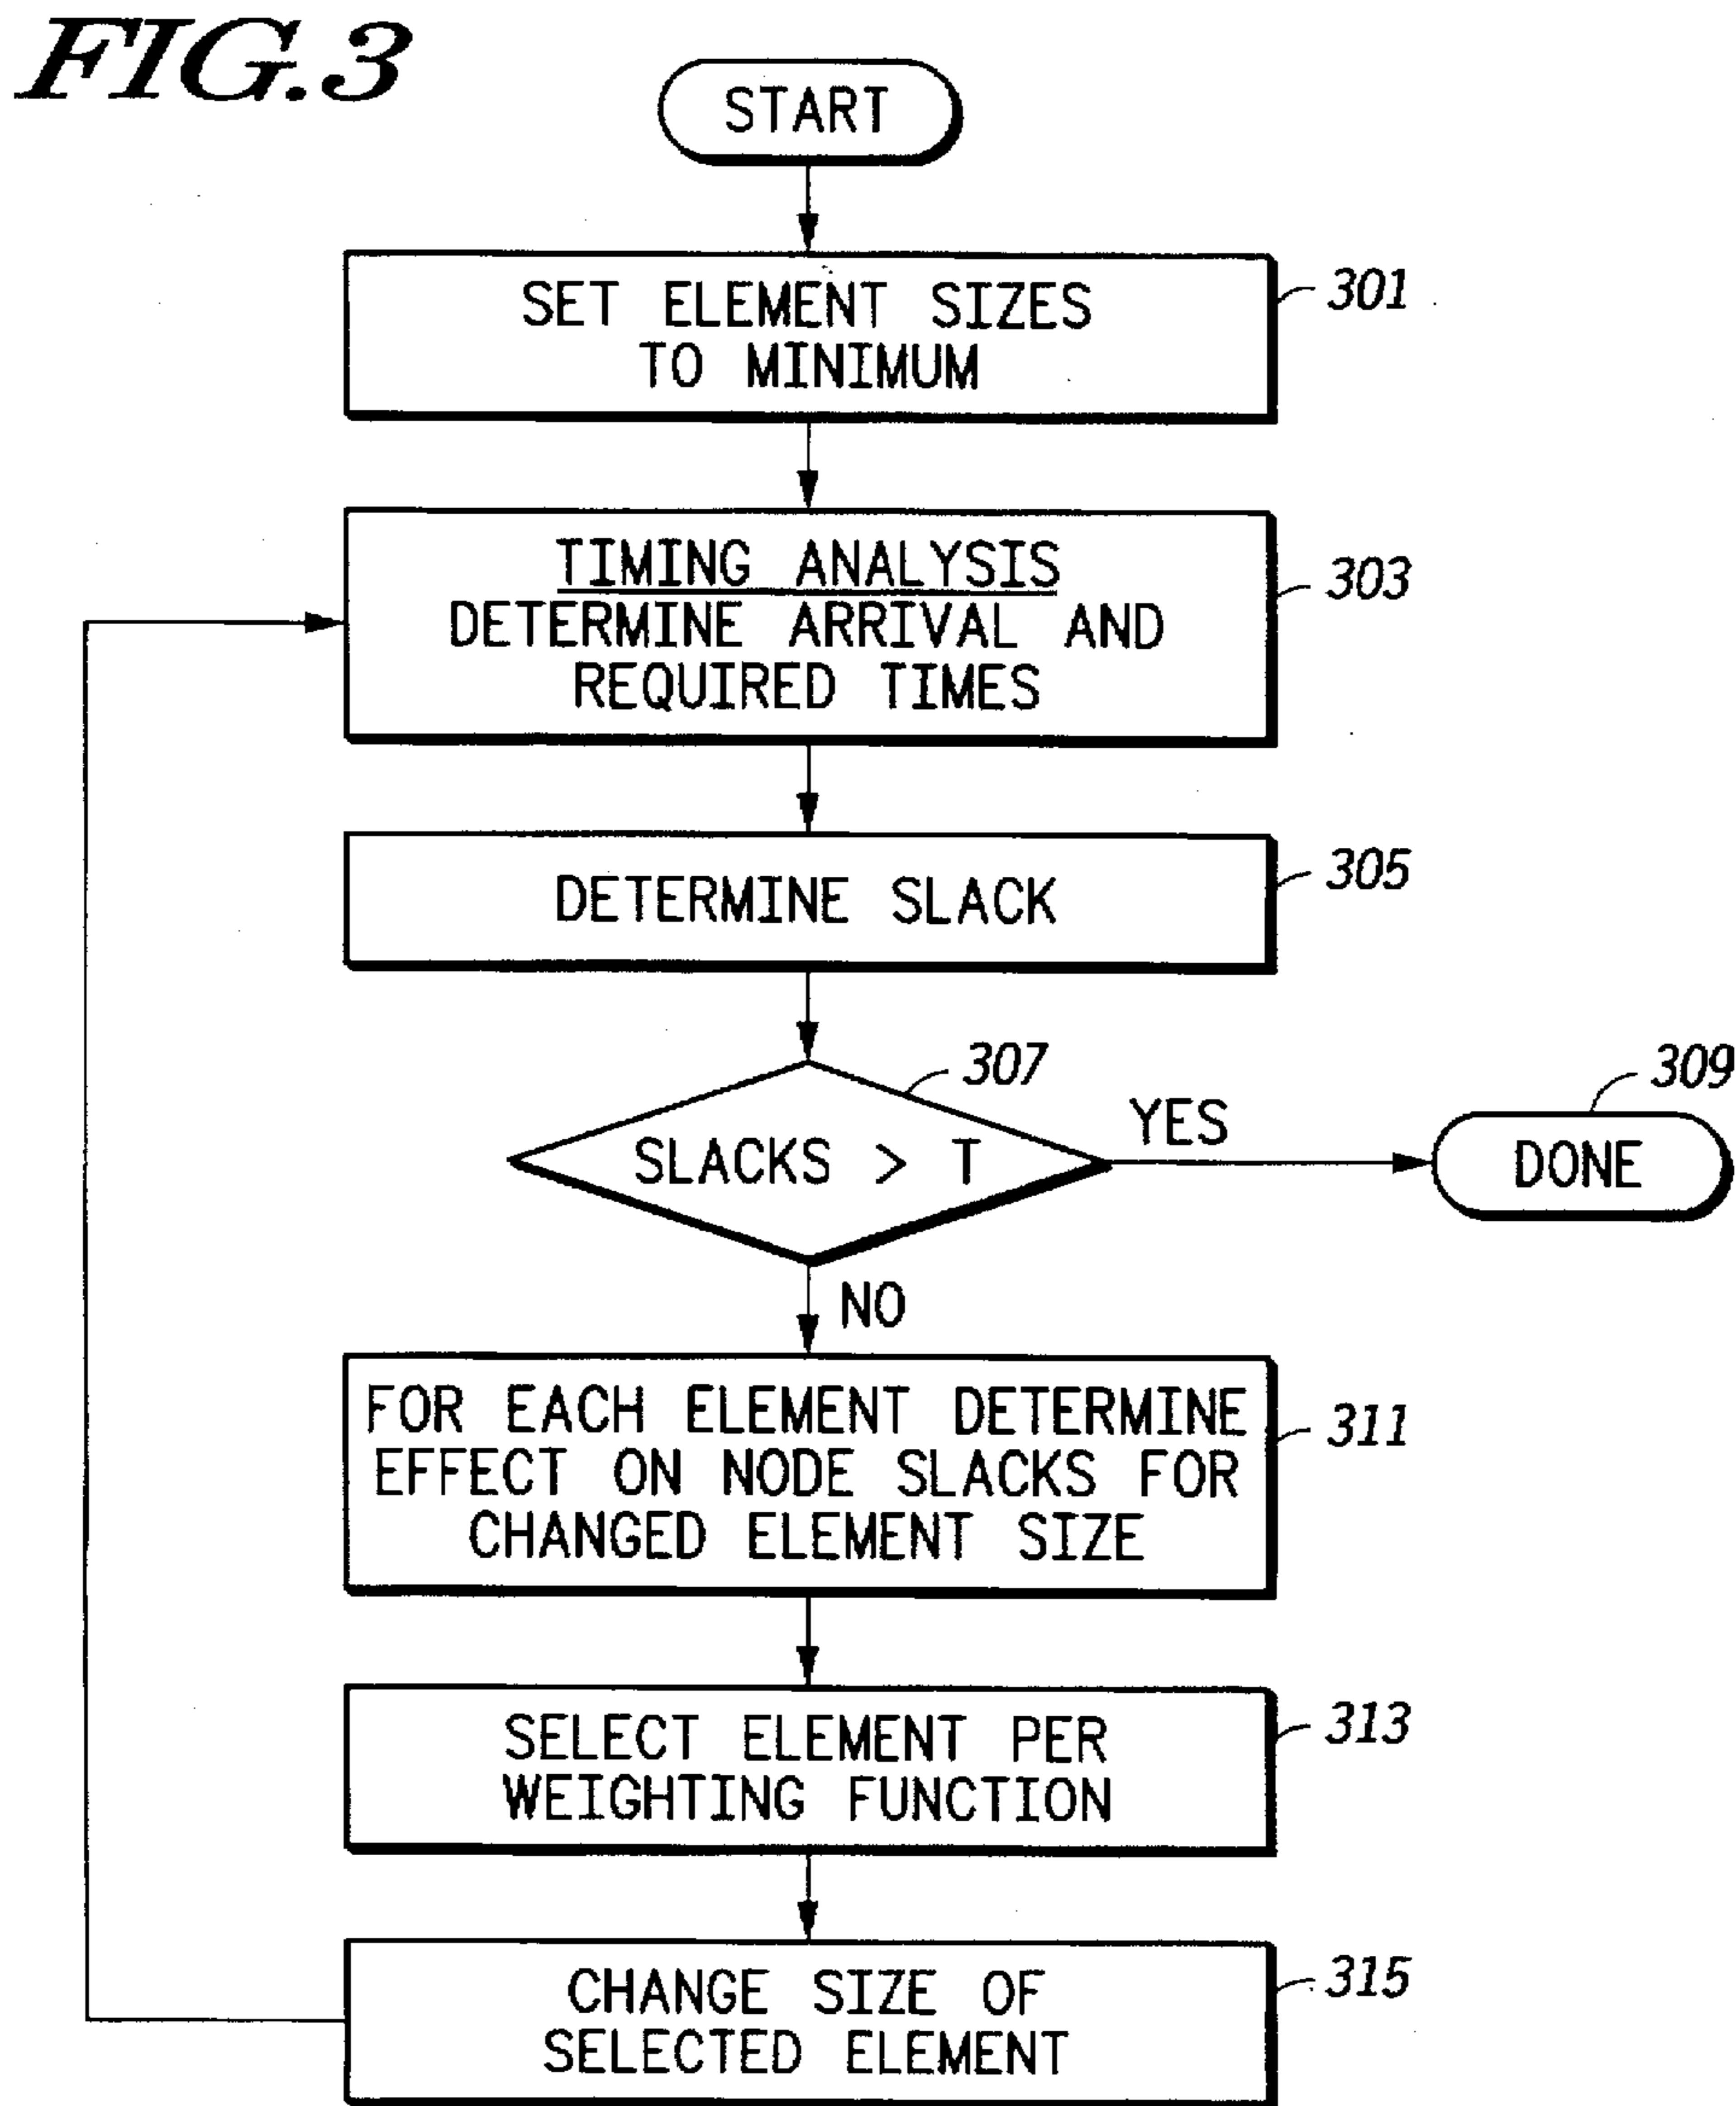 FIG.3
START
SET ELEMENT SIZES
TO MINIMUM
301
TIMING ANALYSIS
DETERMINE ARRIVAL AND
REQUIRED TIMES
303
DETERMINE SLACK
305
307
SLACKS > T
YES
309
DONE
NO
FOR EACH ELEMENT DETERMINE
EFFECT ON NODE SLACKS FOR
CHANGED ELEMENT SIZE
311
SELECT ELEMENT PER
WEIGHTING FUNCTION
313
CHANGE SIZE OF
SELECTED ELEMENT
315